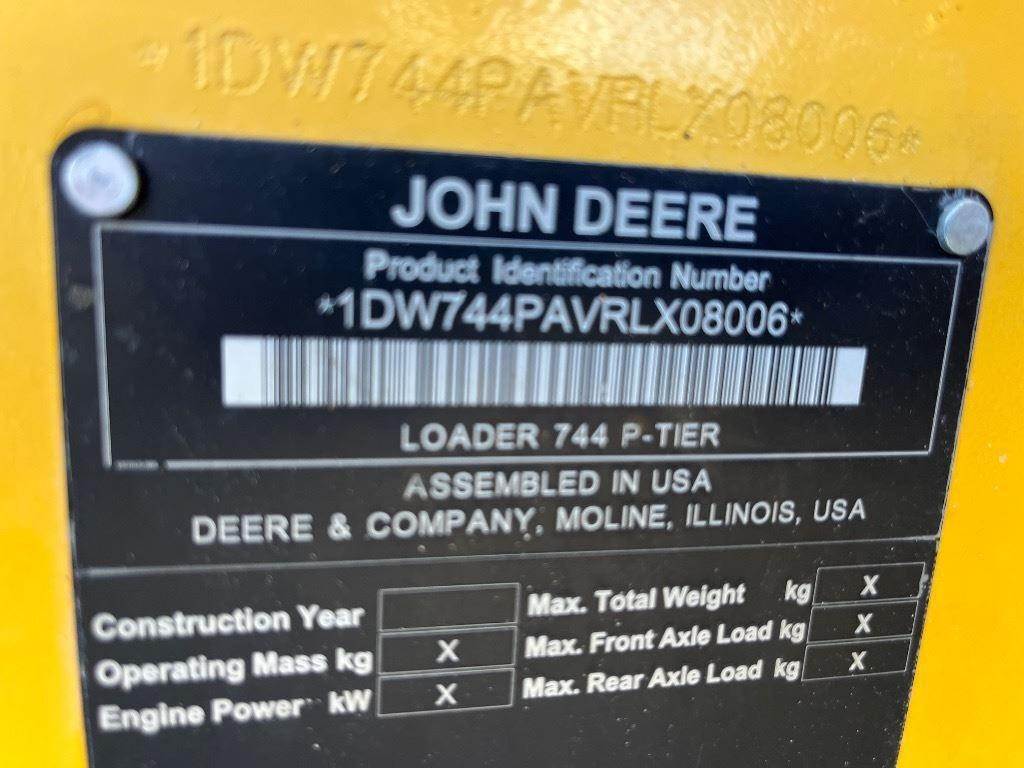 *1DW744PAVRLX08006*
JOHN DEERE
Product Identification Number
*1DW744PAVRLX08006*
LOADER 744 P-TIER
ASSEMBLED IN USA
DEERE & COMPANY, MOLINE, ILLINOIS, USA
Construction Year
Operating Mass kg X
Engine Power kW X
Max. Total Weight kg X
Max. Front Axle Load kg X
Max. Rear Axle Load kg X